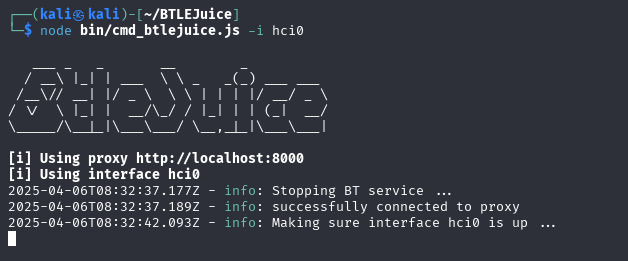 ┌──(kali㉿kali)-[~/BTLEJuice]
└─$ node bin/cmd_btlejuice.js -i hci0
BtleJuice
[i] Using proxy http://localhost:8000
[i] Using interface hci0
2025-04-06T08:32:37.177Z - info: Stopping BT service …
2025-04-06T08:32:37.189Z - info: successfully connected to proxy
2025-04-06T08:32:42.093Z - info: Making sure interface hci0 is up …